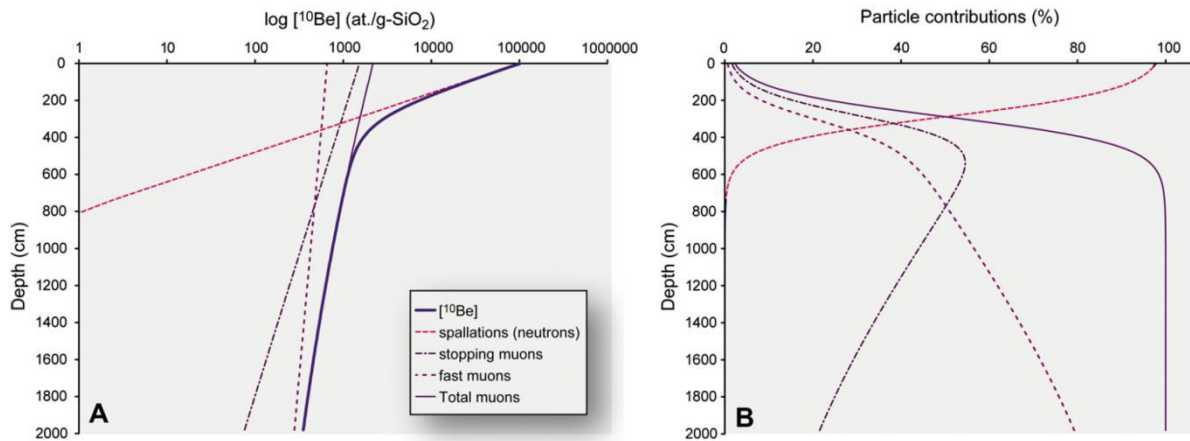 log [¹⁰Be] (at./g-SiO₂)
1 10 100 1000 10000 100000 1000000
0
200
400
600
800
1000
1200
1400
1600
1800
2000
Depth (cm)
[¹⁰Be]
spallations (neutrons)
stopping muons
fast muons
Total muons
A
Particle contributions (%)
0 20 40 60 80 100
0
200
400
600
800
1000
1200
1400
1600
1800
2000
Depth (cm)
B